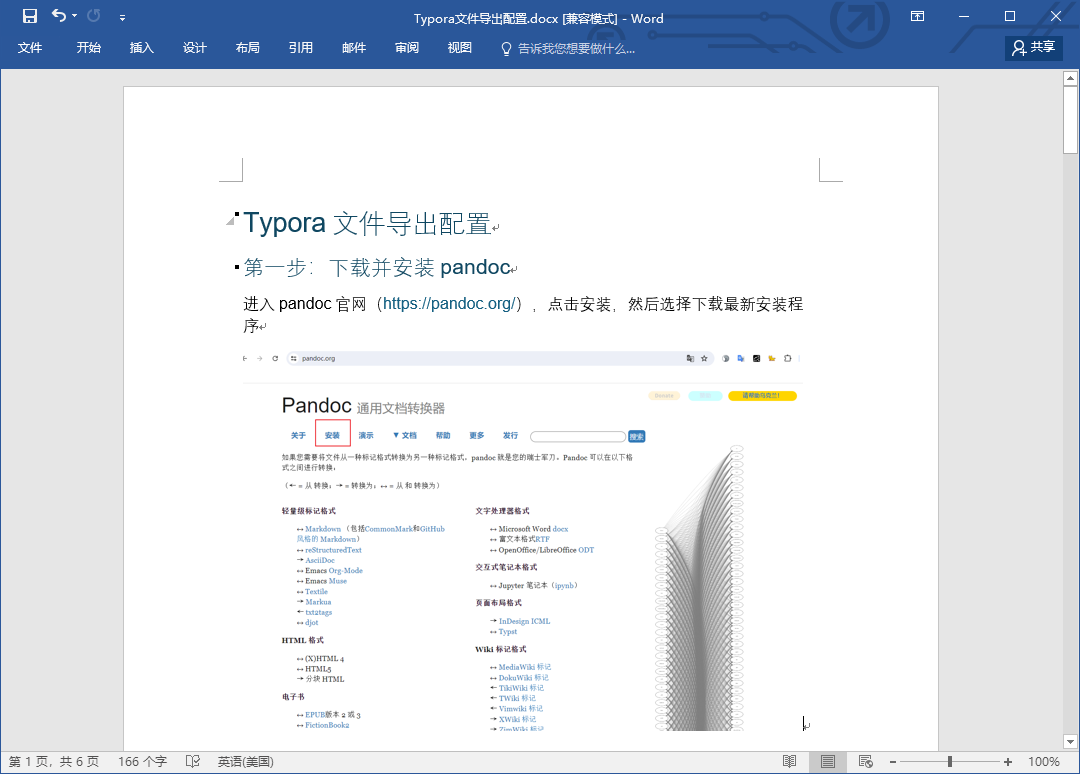 Typora文件导出配置.docx [兼容模式] - Word
文件 开始 插入 设计 布局 引用 邮件 审阅 视图 告诉我您想要做什么... 共享
Typora 文件导出配置
第一步：下载并安装 pandoc
进入 pandoc 官网（https://pandoc.org/），点击安装，然后选择下载最新安装程
序
pandoc.org
请帮助乌克兰！
Pandoc 通用文档转换器
关于 安装 演示 ▼ 文档 帮助 更多 发行 搜索
如果您需要将文件从一种标记格式转换为另一种标记格式，pandoc 就是您的瑞士军刀。Pandoc 可以在以下格
式之间进行转换：
（← = 从 转换；→ = 转换为；↔ = 从 和 转换为）
轻量级标记格式
↔ Markdown （包括CommonMark和GitHub
风格的 Markdown）
↔ reStructuredText
→ AsciiDoc
↔ Emacs Org-Mode
↔ Emacs Muse
↔ Textile
→ Markua
← txt2tags
↔ djot
HTML 格式
↔ (X)HTML 4
↔ HTML5
→ 分块 HTML
电子书
↔ EPUB版本 2 或 3
↔ FictionBook2
文字处理器格式
↔ Microsoft Word docx
↔ 富文本格式RTF
↔ OpenOffice/LibreOffice ODT
交互式笔记本格式
↔ Jupyter 笔记本（ipynb）
页面布局格式
→ InDesign ICML
↔ Typst
Wiki 标记格式
↔ MediaWiki 标记
↔ DokuWiki 标记
← TikiWiki 标记
← TWiki 标记
← Vimwiki 标记
→ XWiki 标记
→ ZimWiki 标记
第 1 页，共 6 页 166 个字 英语(美国) 100%